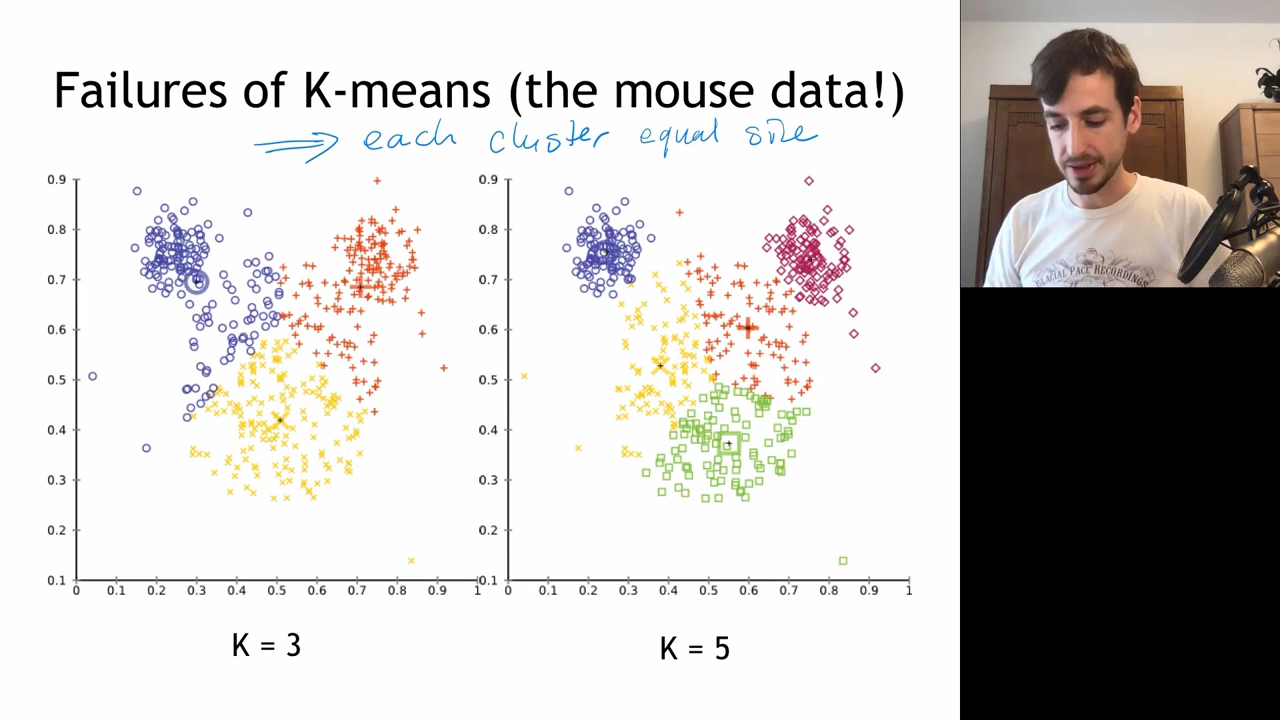 Failures of K-means (the mouse data!)
⟹ each cluster equal size
0.9
0.8
0.7
0.6
0.5
0.4
0.3
0.2
0.1
0 0.1 0.2 0.3 0.4 0.5 0.6 0.7 0.8 0.9 1
0.9
0.8
0.7
0.6
0.5
0.4
0.3
0.2
0.1
0 0.1 0.2 0.3 0.4 0.5 0.6 0.7 0.8 0.9 1
K = 3
K = 5
GLACIAL PACE RECORDINGS